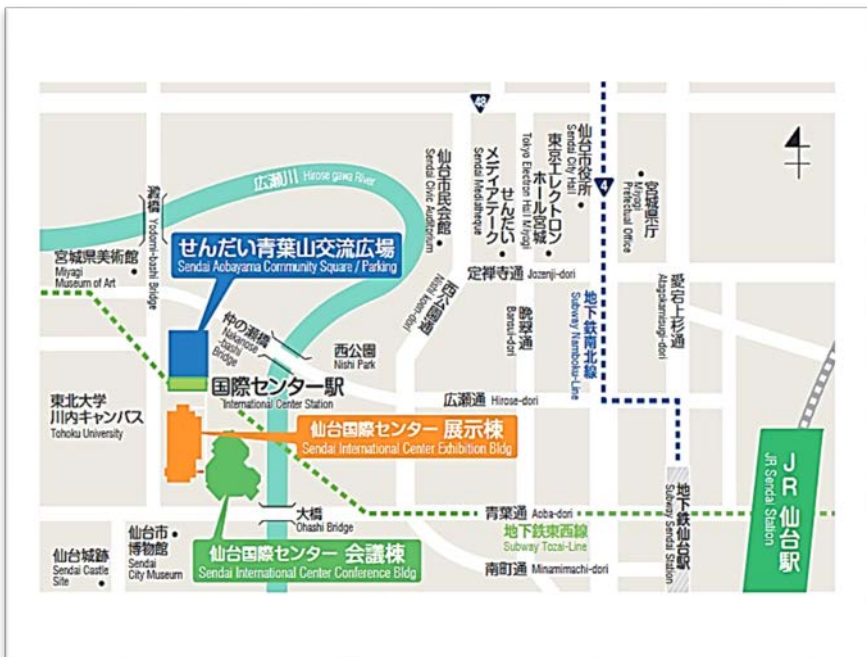 48
広瀬川 Hirose gawa River
仙台市民会館
Sendai Civic Auditorium
せんだい
メディアテーク
Sendai Mediatheque
東京エレクトロン
ホール宮城
Tokyo Electron Hall Miyagi
仙台市役所
Sendai City Hall
4
宮城県庁
Miyagi
Prefectual Office
澱橋 Yodomi-bashi Bridge
せんだい青葉山交流広場
Sendai Aobayama Community Square / Parking
宮城県美術館
Miyagi
Museum of Art
定禅寺通 Jozenji-dori
西公園通
Nishi koen-dori
晩翠通
Bansui-dori
地下鉄南北線
Subway Namboku-Line
愛宕上杉通
Atagokamisugi-dori
仲の瀬橋
Nakanose
-bashi
Bridge
西公園
Nishi Park
国際センター駅
International Center Station
広瀬通 Hirose-dori
東北大学
川内キャンパス
Tohoku University
仙台国際センター 展示棟
Sendai International Center Exhibition Bldg
JR 仙台駅
JR Sendai Station
地下鉄仙台駅
Subway Sendai Station
大橋
Ohashi Bridge
青葉通 Aoba-dori
地下鉄東西線
Subway Tozai-Line
仙台城跡
Sendai Castle
Site
仙台市
博物館
Sendai
City Museum
仙台国際センター 会議棟
Sendai International Center Conference Bldg
南町通 Minamimachi-dori